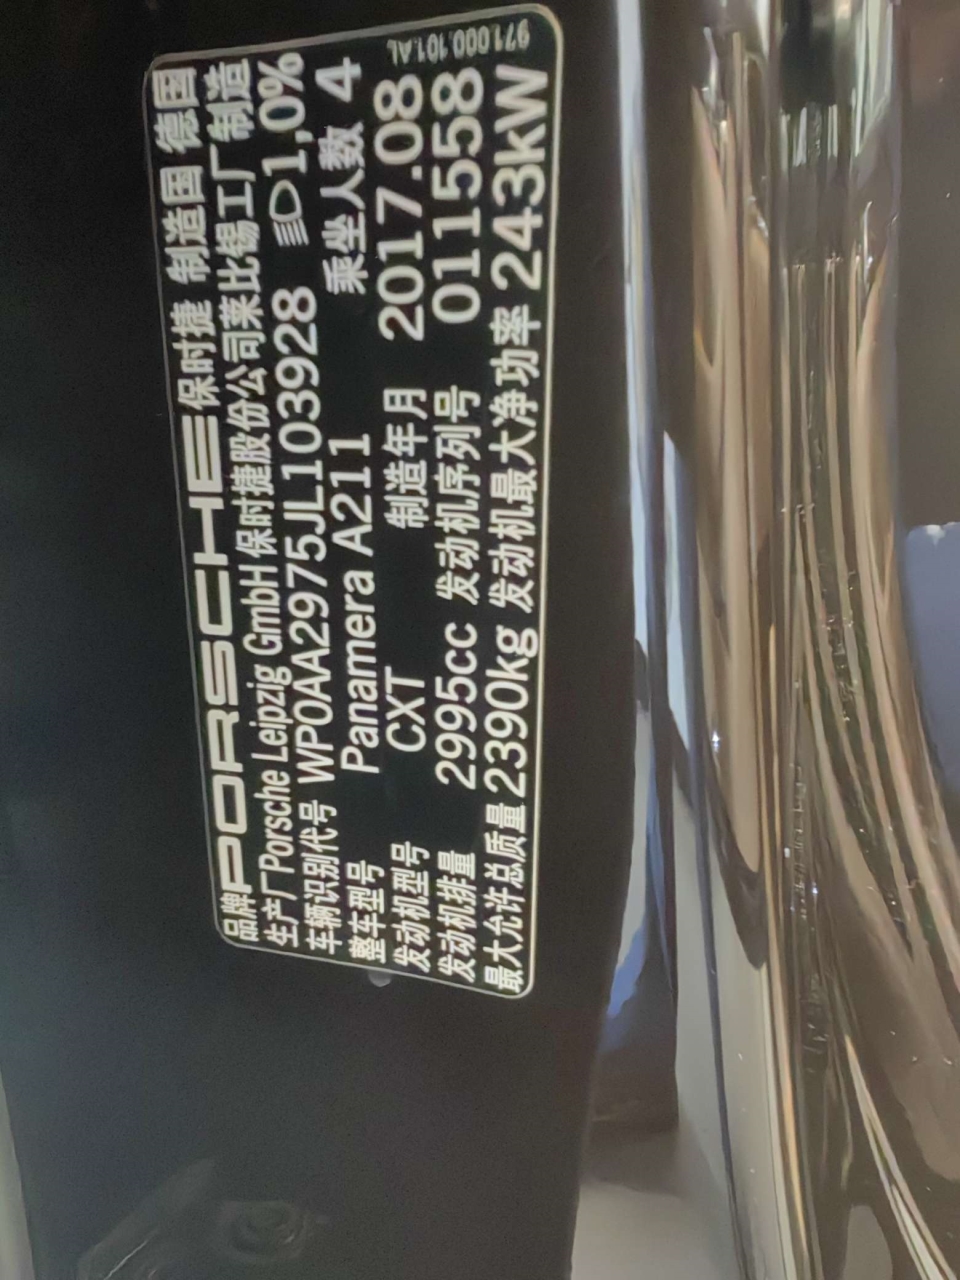 品牌 PORSCHE 保时捷 制造国 德国
生产厂 Porsche Leipzig GmbH 保时捷股份公司莱比锡工厂制造
车辆识别代号 WP0AA2975JL103928 1,0%
整车型号 Panamera A211 乘坐人数 4
发动机型号 CXT 制造年月 2017.08
发动机排量 2995cc 发动机序列号 011558
最大允许总质量 2390kg 发动机最大净功率 243kW
971.000.101.AL